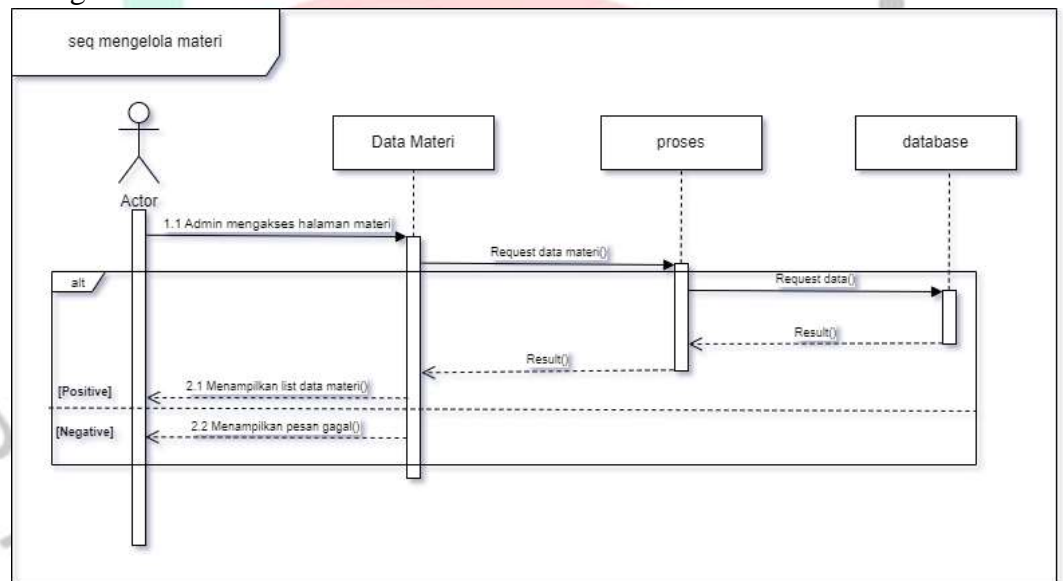 seq mengelola materi
Data Materi
proses
database
Actor
1.1 Admin mengakses halaman materi
Request data materi()
alt
Request data()
Result()
Result()
[Positive]
2.1 Menampilkan list data materi()
[Negative]
2.2 Menampilkan pesan gagal()